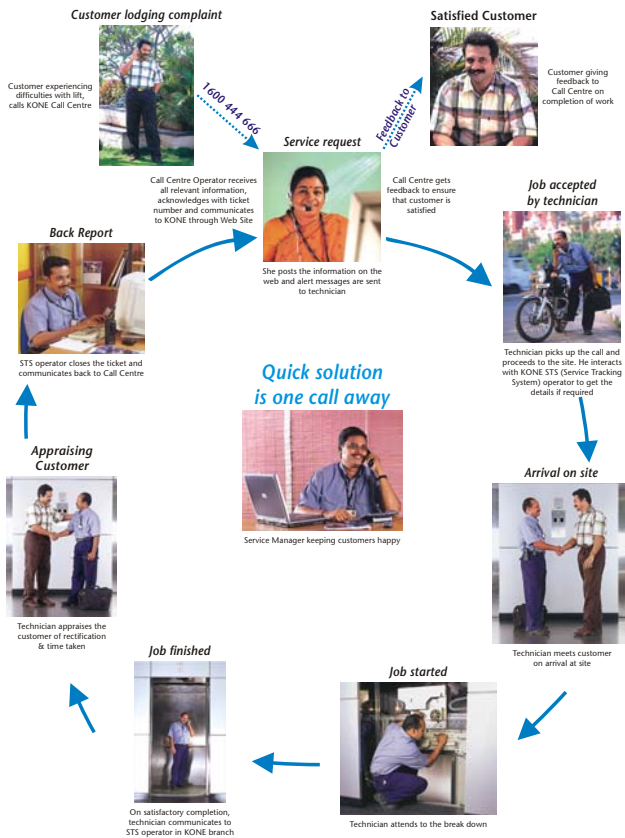 Customer lodging complaint
Customer experiencing
difficulties with lift,
calls KONE Call Centre
1600 444 666
Satisfied Customer
Customer giving
feedback to
Call Centre on
completion of work
Feedback to
Customer
Service request
Call Centre Operator receives
all relevant information,
acknowledges with ticket
number and communicates
to KONE through Web Site
Call Centre gets
feedback to ensure
that customer is
satisfied
She posts the information on the
web and alert messages are sent
to technician
Job accepted
by technician
Technician picks up the call and
proceeds to the site. He interacts
with KONE STS (Service Tracking
System) operator to get the
details if required
Arrival on site
Technician meets customer
on arrival at site
Job started
Technician attends to the break down
Job finished
On satisfactory completion,
technician communicates to
STS operator in KONE branch
Appraising
Customer
Technician appraises the
customer of rectification
& time taken
Back Report
STS operator closes the ticket and
communicates back to Call Centre
Quick solution
is one call away
Service Manager keeping customers happy